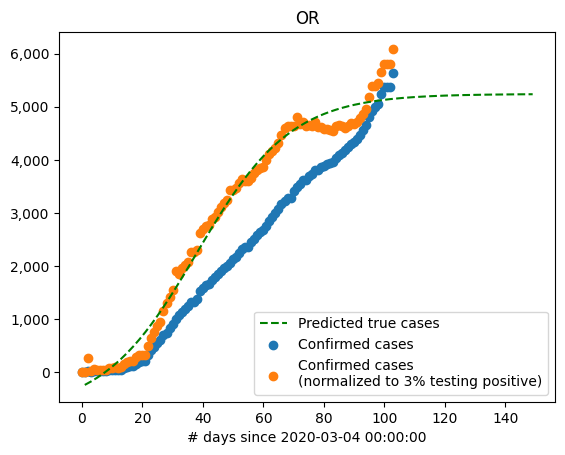 OR
6,000
5,000
4,000
3,000
2,000
1,000
0
Predicted true cases
Confirmed cases
Confirmed cases
(normalized to 3% testing positive)
0 20 40 60 80 100 120 140
# days since 2020-03-04 00:00:00